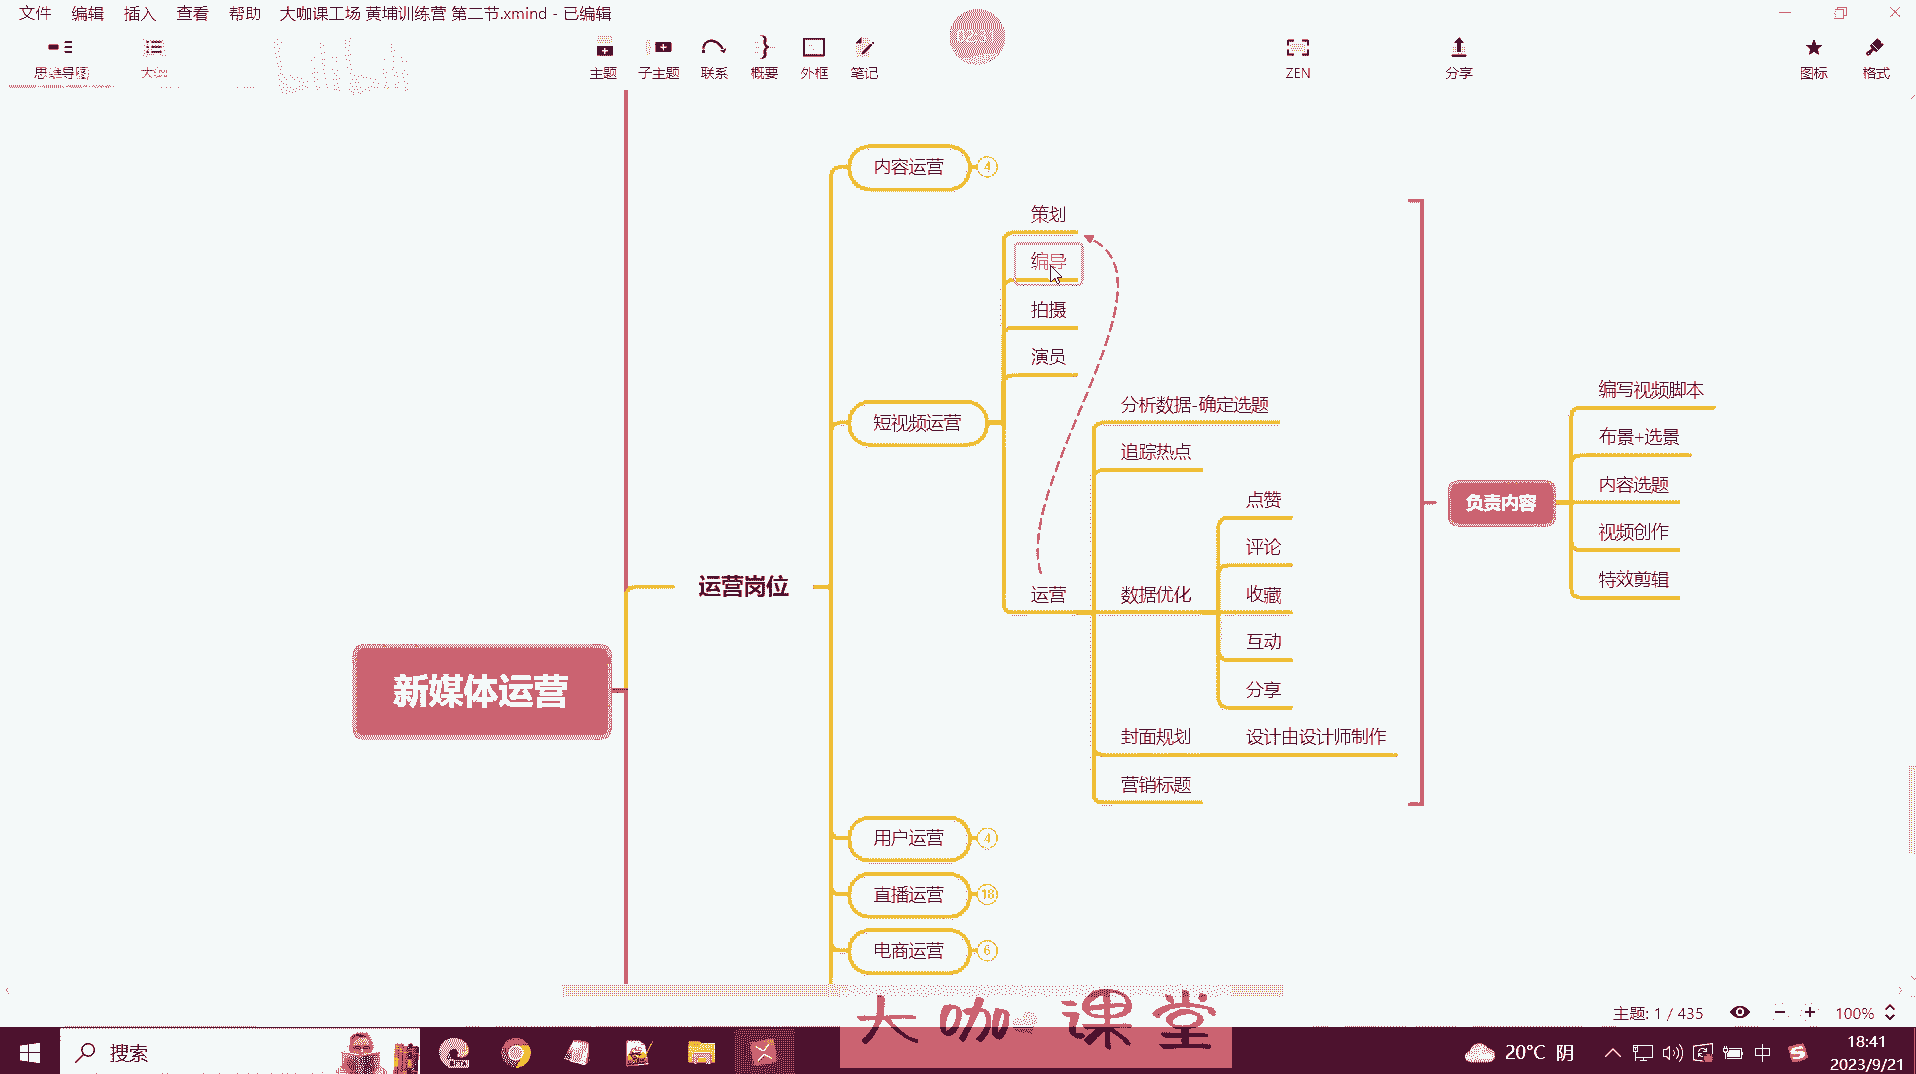 文件 编辑 插入 查看 帮助 大咖课工场 黄埔训练营 第二节.xmind - 已编辑
02:31
思维导图 大纲 主题 子主题 联系 概要 外框 笔记 ZEN 分享 图标 格式
bilibili
内容运营 4
策划
编导
拍摄
演员
短视频运营
分析数据-确定选题
追踪热点
点赞
评论
运营 数据优化 收藏
互动
分享
封面规划 设计由设计师制作
营销标题
编写视频脚本
布景+选景
负责内容 内容选题
视频创作
特效剪辑
运营岗位
新媒体运营
用户运营 4
直播运营 18
电商运营 6
主题: 1 / 435 100%
大咖课堂
搜索
BETA
20°C 阴 中 S
18:41
2023/9/21